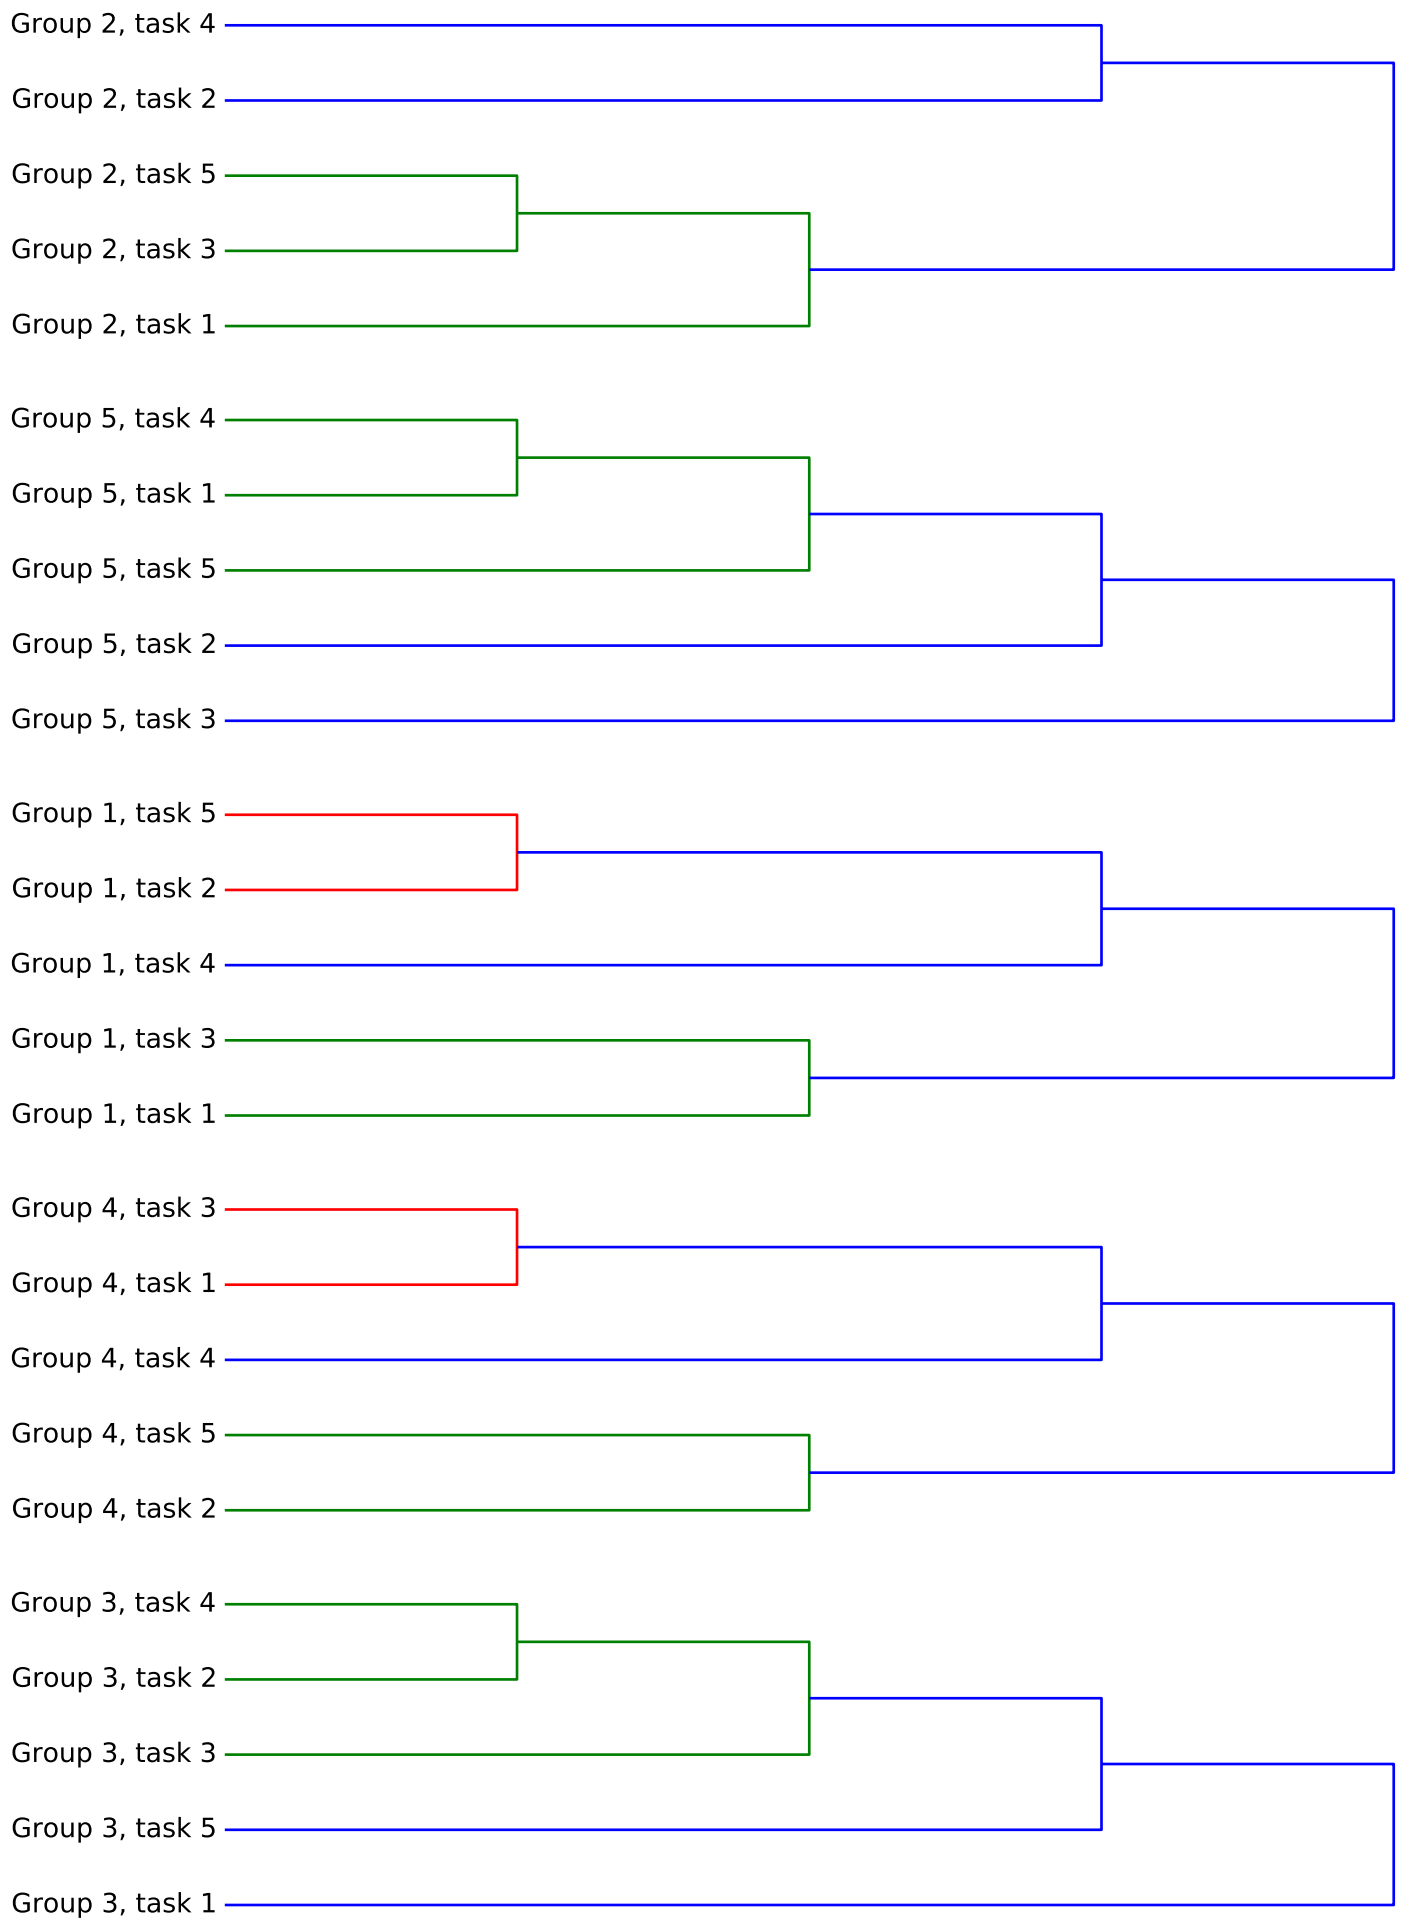 Group 2, task 4
Group 2, task 2
Group 2, task 5
Group 2, task 3
Group 2, task 1
Group 5, task 4
Group 5, task 1
Group 5, task 5
Group 5, task 2
Group 5, task 3
Group 1, task 5
Group 1, task 2
Group 1, task 4
Group 1, task 3
Group 1, task 1
Group 4, task 3
Group 4, task 1
Group 4, task 4
Group 4, task 5
Group 4, task 2
Group 3, task 4
Group 3, task 2
Group 3, task 3
Group 3, task 5
Group 3, task 1